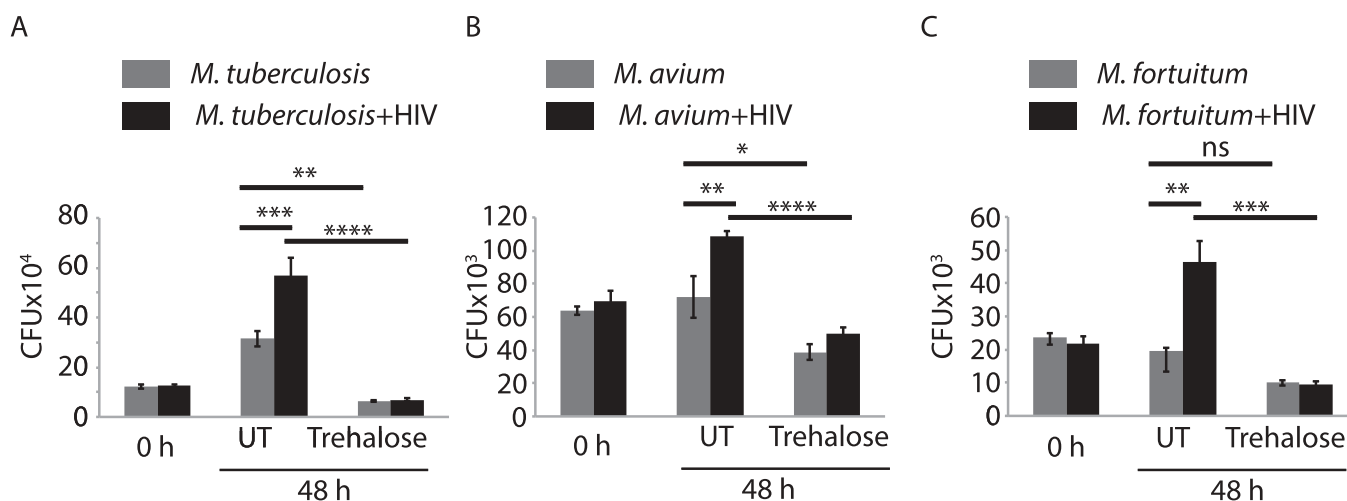 A
M. tuberculosis
M. tuberculosis+HIV
**
***
****
80
60
40
20
0
CFUx10⁴
0 h
UT
Trehalose
48 h
B
M. avium
M. avium+HIV
*
**
****
120
100
80
60
40
20
0
CFUx10³
0 h
UT
Trehalose
48 h
C
M. fortuitum
M. fortuitum+HIV
ns
**
***
60
50
40
30
20
10
0
CFUx10³
0 h
UT
Trehalose
48 h